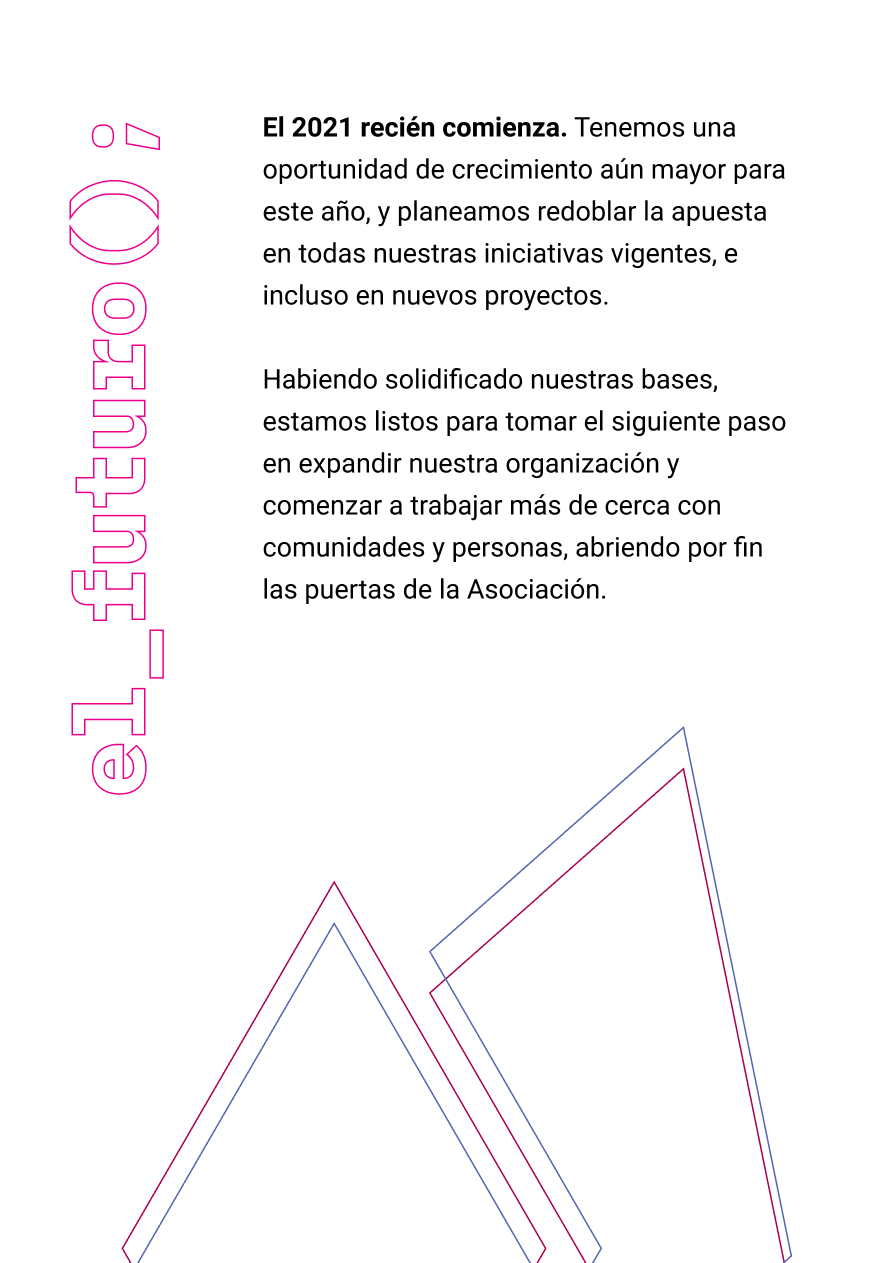 el_futuro();
El 2021 recién comienza. Tenemos una
oportunidad de crecimiento aún mayor para
este año, y planeamos redoblar la apuesta
en todas nuestras iniciativas vigentes, e
incluso en nuevos proyectos.
Habiendo solidificado nuestras bases,
estamos listos para tomar el siguiente paso
en expandir nuestra organización y
comenzar a trabajar más de cerca con
comunidades y personas, abriendo por fin
las puertas de la Asociación.